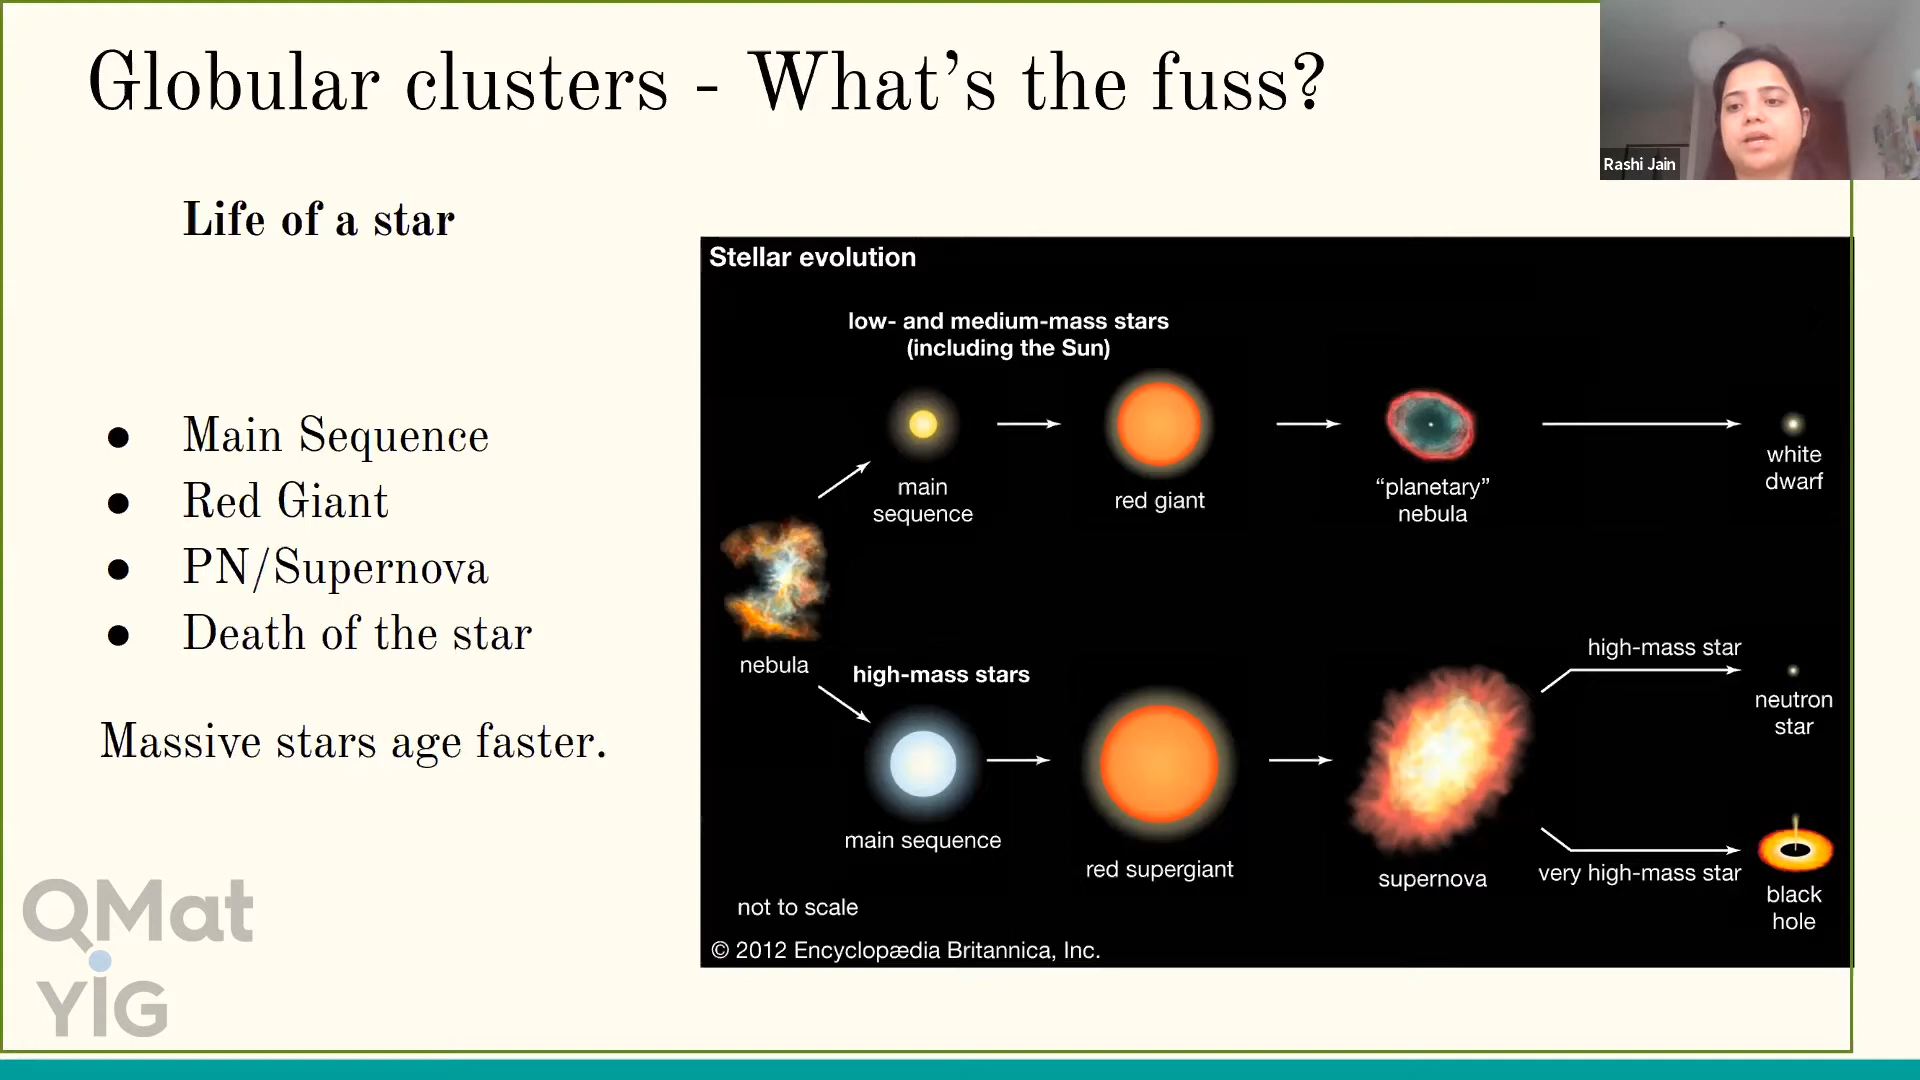 Globular clusters - What's the fuss?
Rashi Jain
Life of a star
● Main Sequence
● Red Giant
● PN/Supernova
● Death of the star
Massive stars age faster.
Stellar evolution
low- and medium-mass stars
(including the Sun)
main
sequence
red giant
“planetary”
nebula
white
dwarf
nebula
high-mass stars
main sequence
red supergiant
supernova
high-mass star
neutron
star
very high-mass star
black
hole
not to scale
© 2012 Encyclopædia Britannica, Inc.
QMat
YIG